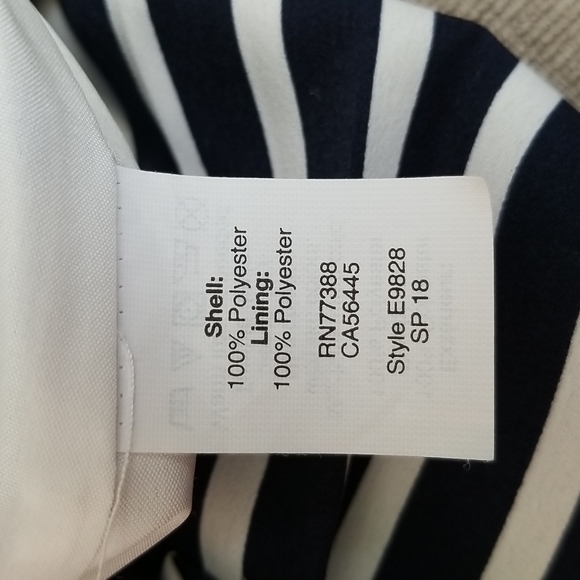 Shell:
100% Polyester
Lining:
100% Polyester
RN77388
CA56445
Style E9828
SP 18